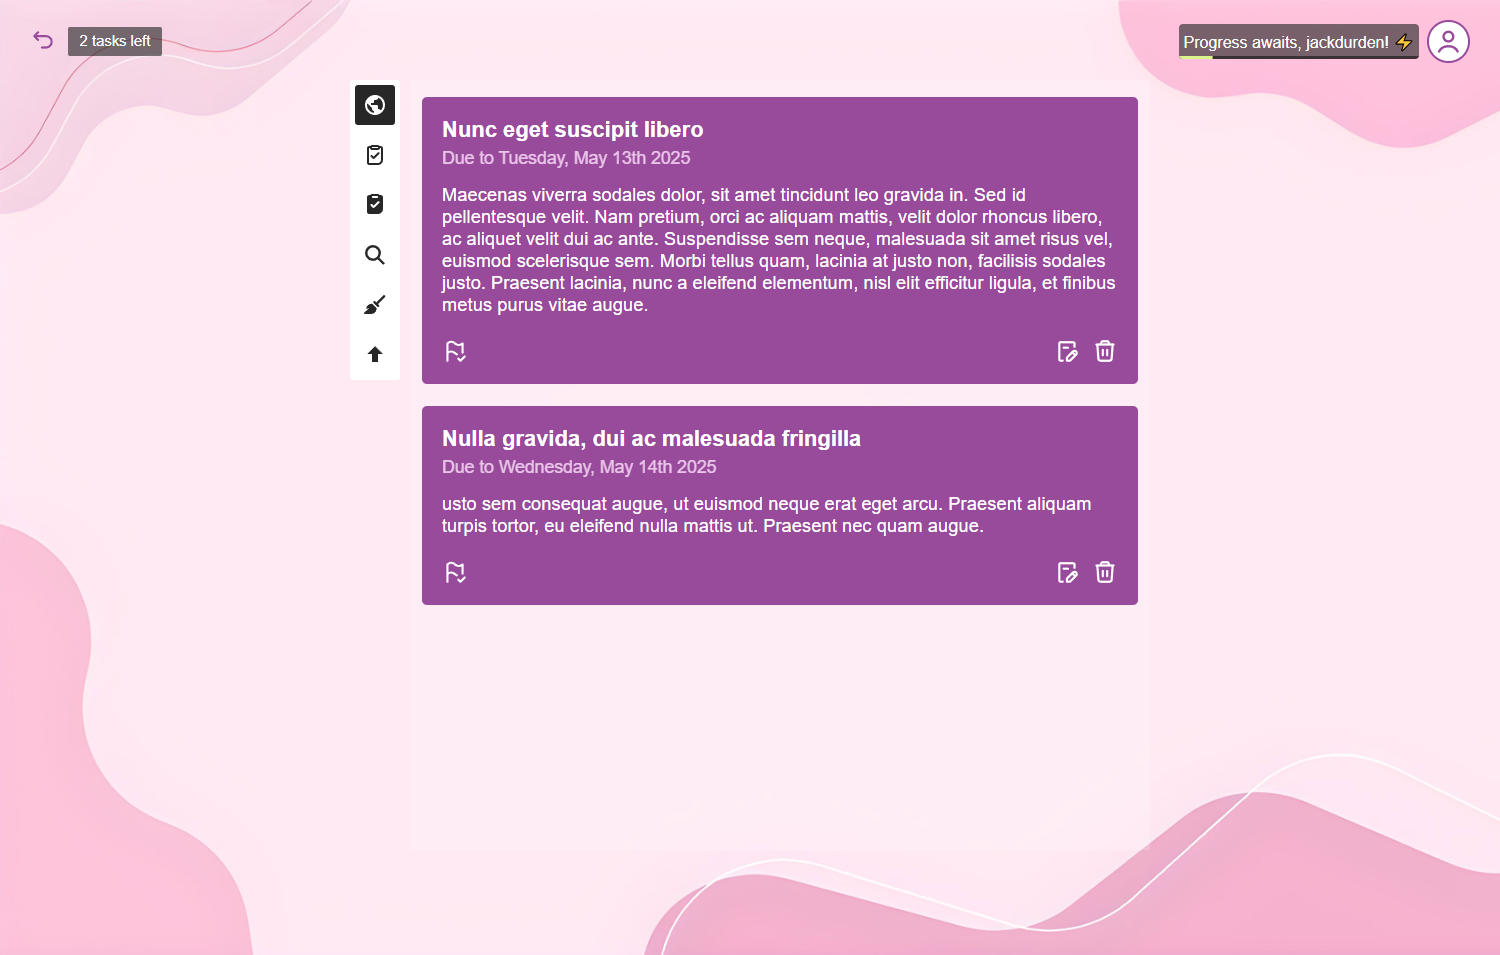 2 tasks left
Progress awaits, jackdurden! ⚡
Nunc eget suscipit libero
Due to Tuesday, May 13th 2025
Maecenas viverra sodales dolor, sit amet tincidunt leo gravida in. Sed id
pellentesque velit. Nam pretium, orci ac aliquam mattis, velit dolor rhoncus libero,
ac aliquet velit dui ac ante. Suspendisse sem neque, malesuada sit amet risus vel,
euismod scelerisque sem. Morbi tellus quam, lacinia at justo non, facilisis sodales
justo. Praesent lacinia, nunc a eleifend elementum, nisl elit efficitur ligula, et finibus
metus purus vitae augue.
Nulla gravida, dui ac malesuada fringilla
Due to Wednesday, May 14th 2025
usto sem consequat augue, ut euismod neque erat eget arcu. Praesent aliquam
turpis tortor, eu eleifend nulla mattis ut. Praesent nec quam augue.